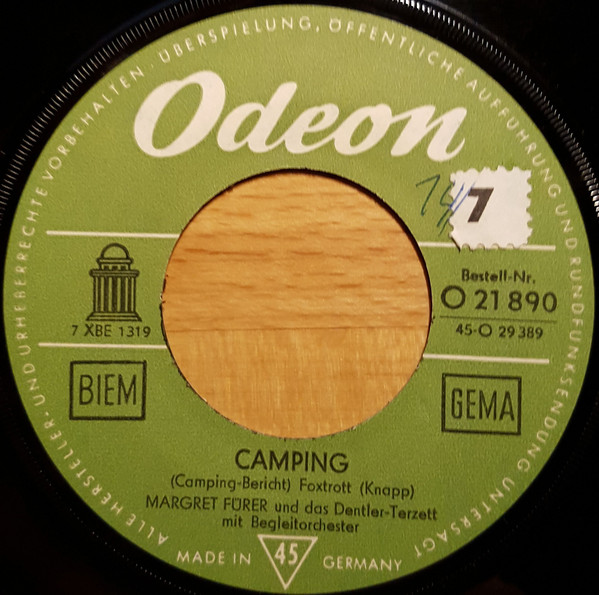 ALLE HERSTELLER- UND URHEBERRECHTE VORBEHALTEN · ÜBERSPIELUNG, ÖFFENTLICHE AUFFÜHRUNG UND RUNDFUNKSENDUNG UNTERSAGT
Odeon
14/
7
Bestell-Nr.
O 21 890
7 XBE 1319
45-O 29 389
BIEM
GEMA
CAMPING
(Camping-Bericht) Foxtrott (Knapp)
MARGRET FÜRER und das Dentler-Terzett
mit Begleitorchester
MADE IN 45 GERMANY